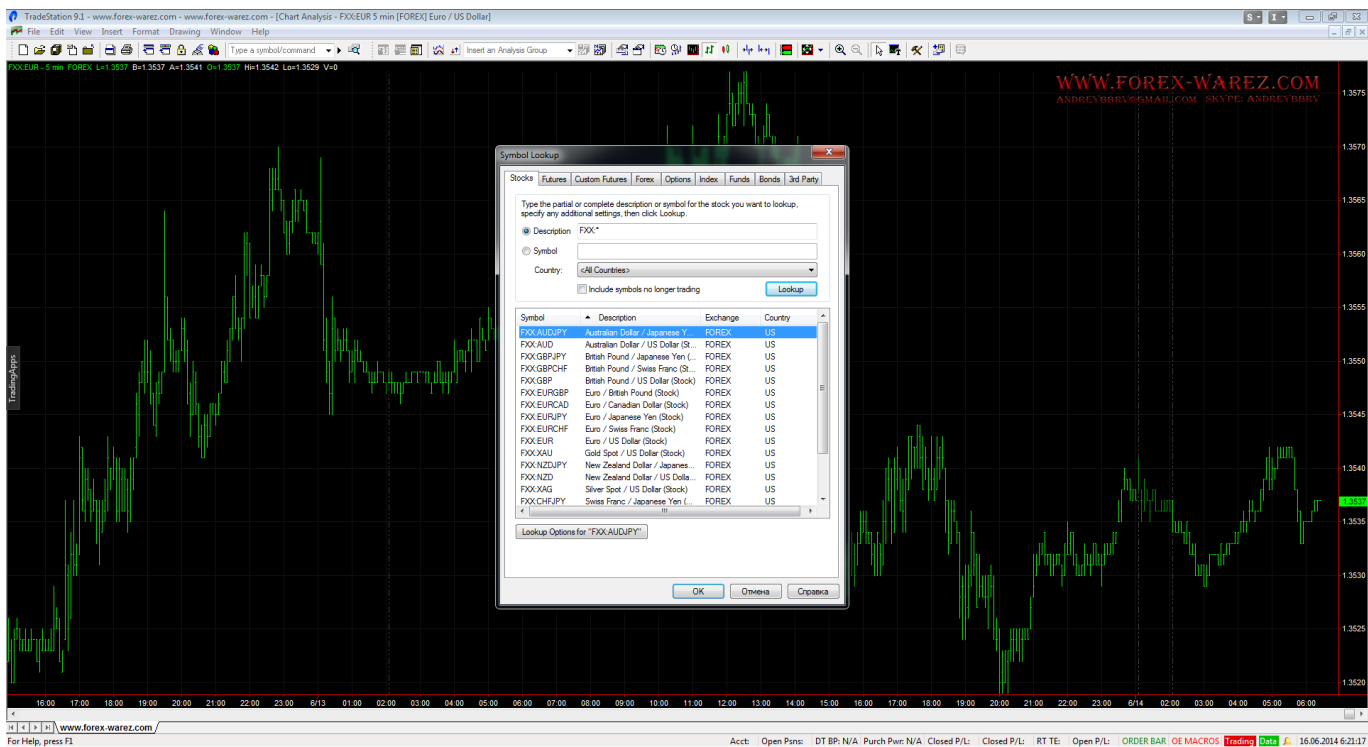 TradeStation 9.1 - www.forex-warez.com - www.forex-warez.com - [Chart Analysis - FXX:EUR 5 min [FOREX] Euro / US Dollar]
S I
File Edit View Insert Format Drawing Window Help
Type a symbol/command Insert an Analysis Group
FXX:EUR - 5 min FOREX L=1.3537 B=1.3537 A=1.3541 O=1.3537 Hi=1.3542 Lo=1.3529 V=0
WWW.FOREX-WAREZ.COM
ANDREYBBRV@GMAIL.COM SKYPE: ANDREYBBRV
1.3575
1.3570
1.3565
1.3560
1.3555
1.3550
1.3545
1.3540
1.3537
1.3535
1.3530
1.3525
1.3520
TradingApps
Symbol Lookup
Stocks Futures Custom Futures Forex Options Index Funds Bonds 3rd Party
Type the partial or complete description or symbol for the stock you want to lookup,
specify any additional settings, then click Lookup.
Description FXX:*
Symbol
Country: <All Countries>
Include symbols no longer trading Lookup
Symbol Description Exchange Country
FXX:AUDJPY Australian Dollar / Japanese Y... FOREX US
FXX:AUD Australian Dollar / US Dollar (St... FOREX US
FXX:GBPJPY British Pound / Japanese Yen (... FOREX US
FXX:GBPCHF British Pound / Swiss Franc (St... FOREX US
FXX:GBP British Pound / US Dollar (Stock) FOREX US
FXX:EURGBP Euro / British Pound (Stock) FOREX US
FXX:EURCAD Euro / Canadian Dollar (Stock) FOREX US
FXX:EURJPY Euro / Japanese Yen (Stock) FOREX US
FXX:EURCHF Euro / Swiss Franc (Stock) FOREX US
FXX:EUR Euro / US Dollar (Stock) FOREX US
FXX:XAU Gold Spot / US Dollar (Stock) FOREX US
FXX:NZDJPY New Zealand Dollar / Japanes... FOREX US
FXX:NZD New Zealand Dollar / US Dolla... FOREX US
FXX:XAG Silver Spot / US Dollar (Stock) FOREX US
FXX:CHFJPY Swiss Franc / Japanese Yen (... FOREX US
Lookup Options for "FXX:AUDJPY"
OK Отмена Справка
16:00 17:00 18:00 19:00 20:00 21:00 22:00 23:00 6/13 01:00 02:00 03:00 04:00 05:00 06:00 07:00 08:00 09:00 10:00 11:00 12:00 13:00 14:00 15:00 16:00 17:00 18:00 19:00 20:00 21:00 22:00 23:00 6/14 02:00 03:00 04:00 05:00 06:00
www.forex-warez.com
For Help, press F1
Acct: Open Psns: DT BP: N/A Purch Pwr: N/A Closed P/L: Closed P/L: RT TE: Open P/L: ORDER BAR OE MACROS Trading Data 16.06.2014 6:21:17